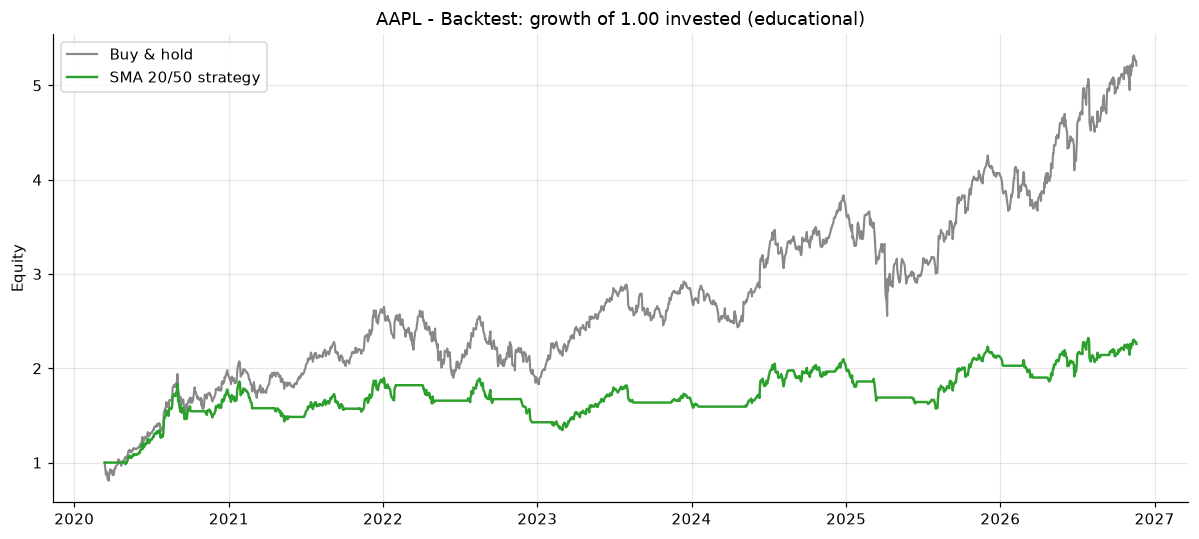 AAPL - Backtest: growth of 1.00 invested (educational)
Buy & hold
SMA 20/50 strategy
Equity
5
4
3
2
1
2020 2021 2022 2023 2024 2025 2026 2027